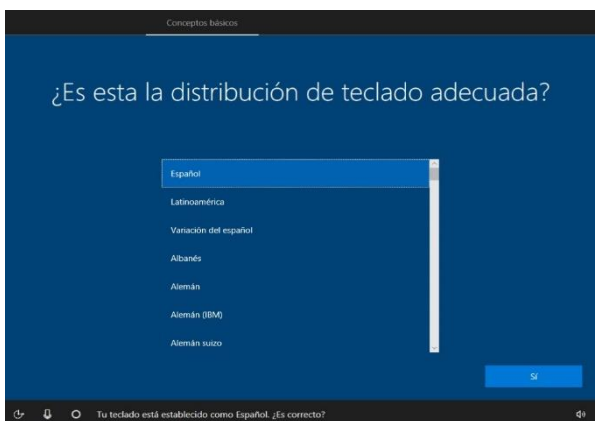 Conceptos básicos
¿Es esta la distribución de teclado adecuada?
Español
Latinoamérica
Variación del español
Albanés
Alemán
Alemán (IBM)
Alemán suizo
Sí
Tu teclado está establecido como Español. ¿Es correcto?